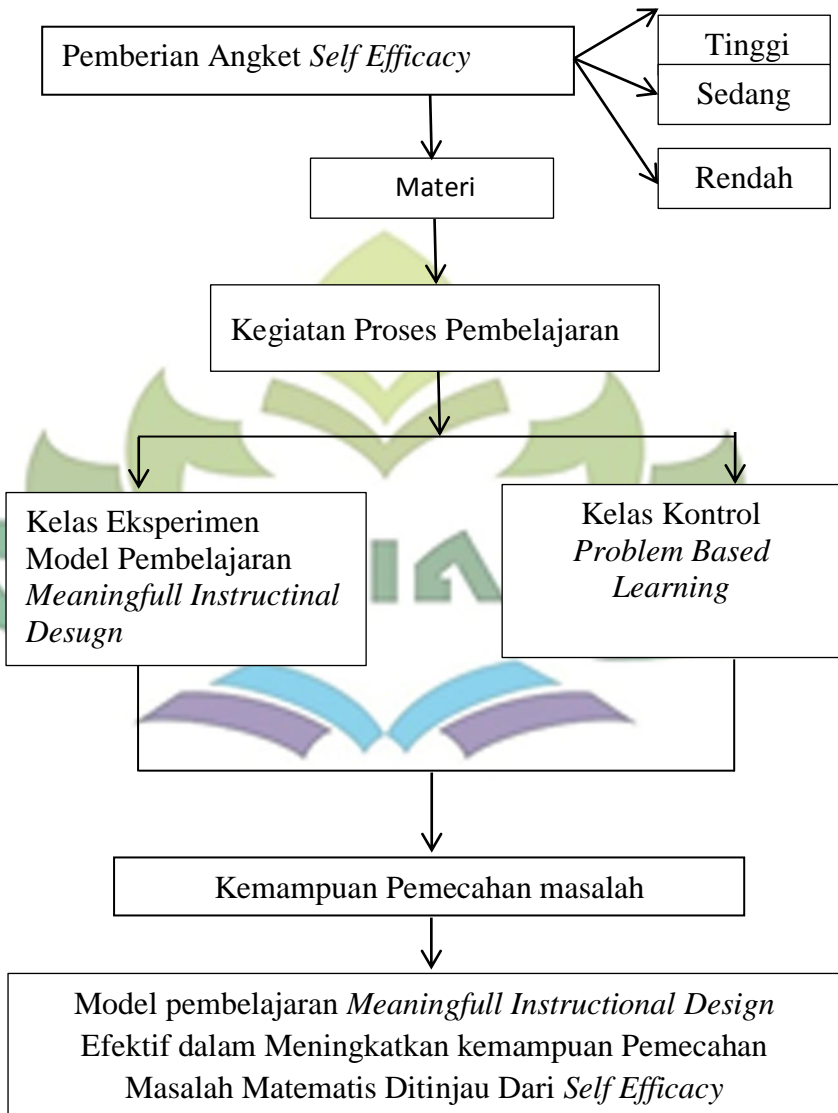 Pemberian Angket Self Efficacy
Tinggi
Sedang
Rendah
Materi
Kegiatan Proses Pembelajaran
Kelas Eksperimen
Model Pembelajaran
Meaningfull Instructinal
Desugn
Kelas Kontrol
Problem Based
Learning
Kemampuan Pemecahan masalah
Model pembelajaran Meaningfull Instructional Design
Efektif dalam Meningkatkan kemampuan Pemecahan
Masalah Matematis Ditinjau Dari Self Efficacy